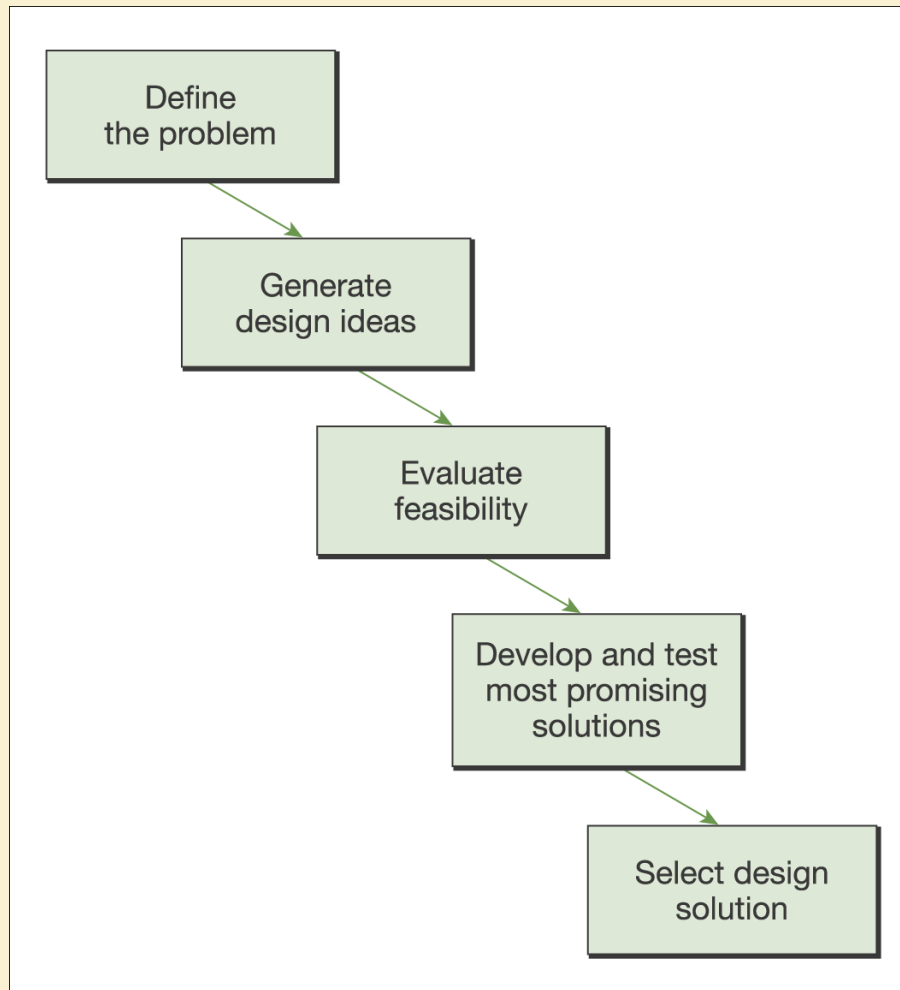 Define
the problem
Generate
design ideas
Evaluate
feasibility
Develop and test
most promising
solutions
Select design
solution